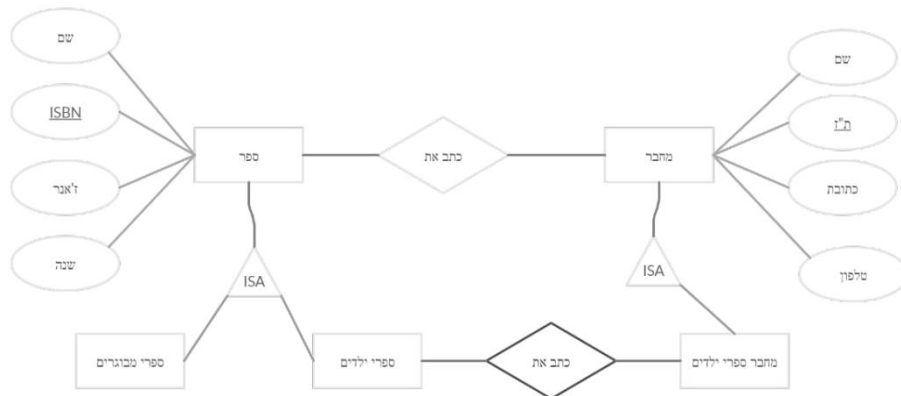 שם
שם
ISBN
ת"ז
ספר
כתב את
מחבר
ז'אנר
כתובת
שנה
טלפון
ISA
ISA
ספרי מבוגרים
ספרי ילדים
כתב את
מחבר ספרי ילדים